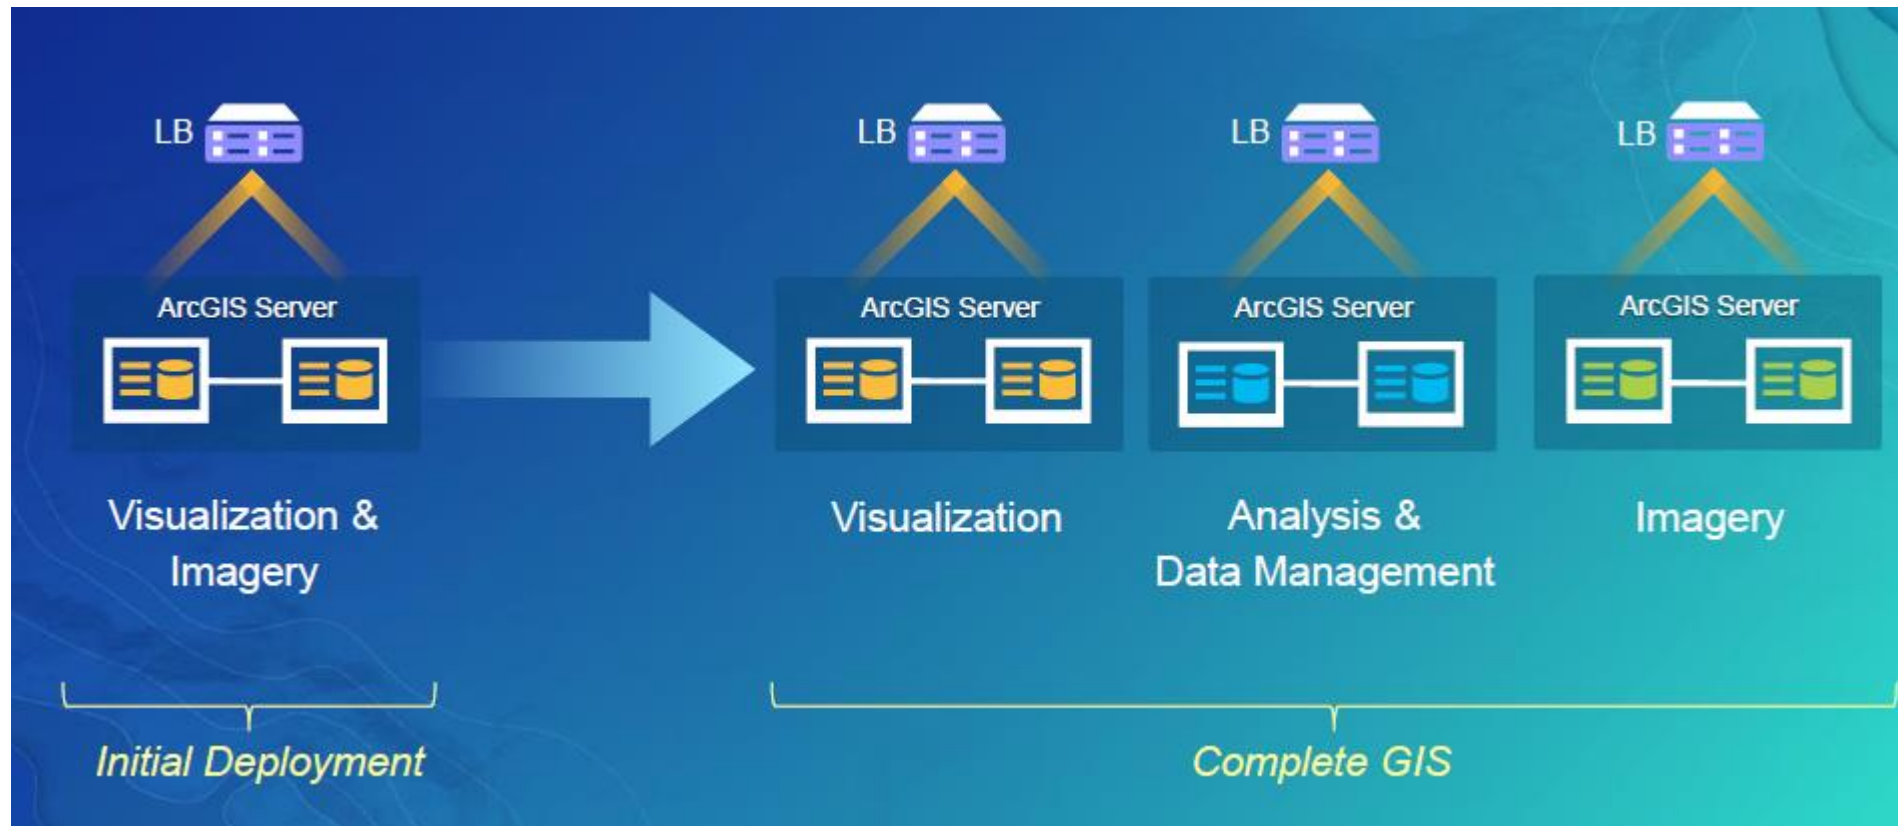 LB
ArcGIS Server
Visualization &
Imagery
Initial Deployment
LB
ArcGIS Server
Visualization
LB
ArcGIS Server
Analysis &
Data Management
LB
ArcGIS Server
Imagery
Complete GIS